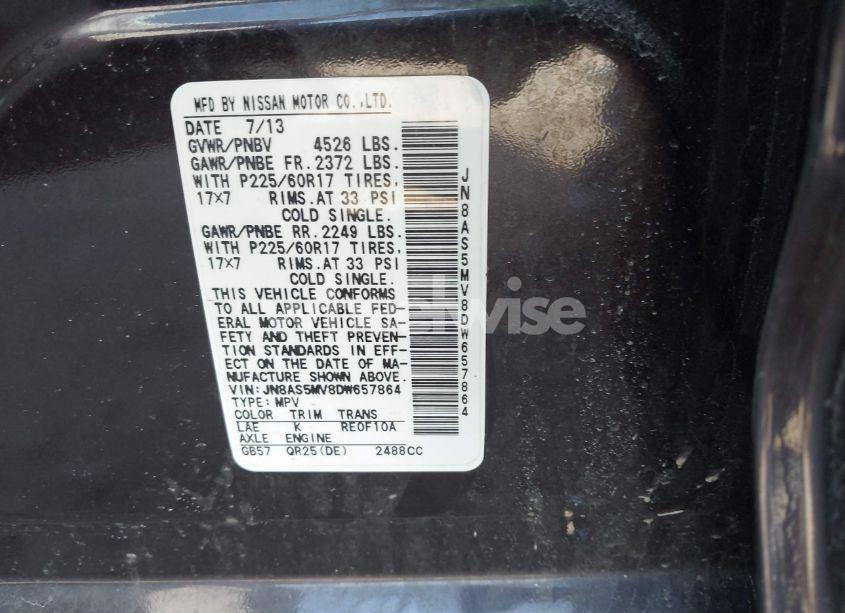 MFD BY NISSAN MOTOR CO.,LTD.
DATE 7/13
GVWR/PNBV 4526 LBS.
GAWR/PNBE FR. 2372 LBS.
WITH P225/60R17 TIRES,
17×7 RIMS.AT 33 PSI
COLD SINGLE.
GAWR/PNBE RR. 2249 LBS.
WITH P225/60R17 TIRES,
17×7 RIMS.AT 33 PSI
COLD SINGLE.
THIS VEHICLE CONFORMS
TO ALL APPLICABLE FED-
ERAL MOTOR VEHICLE SA-
FETY AND THEFT PREVEN-
TION STANDARDS IN EFF-
ECT ON THE DATE OF MA-
NUFACTURE SHOWN ABOVE.
VIN:JN8AS5MV8DW657864
TYPE:MPV
COLOR TRIM TRANS
LAE K RE0F10A
AXLE ENGINE
GB57 QR25(DE) 2488CC
JN8AS5MV8DW657864